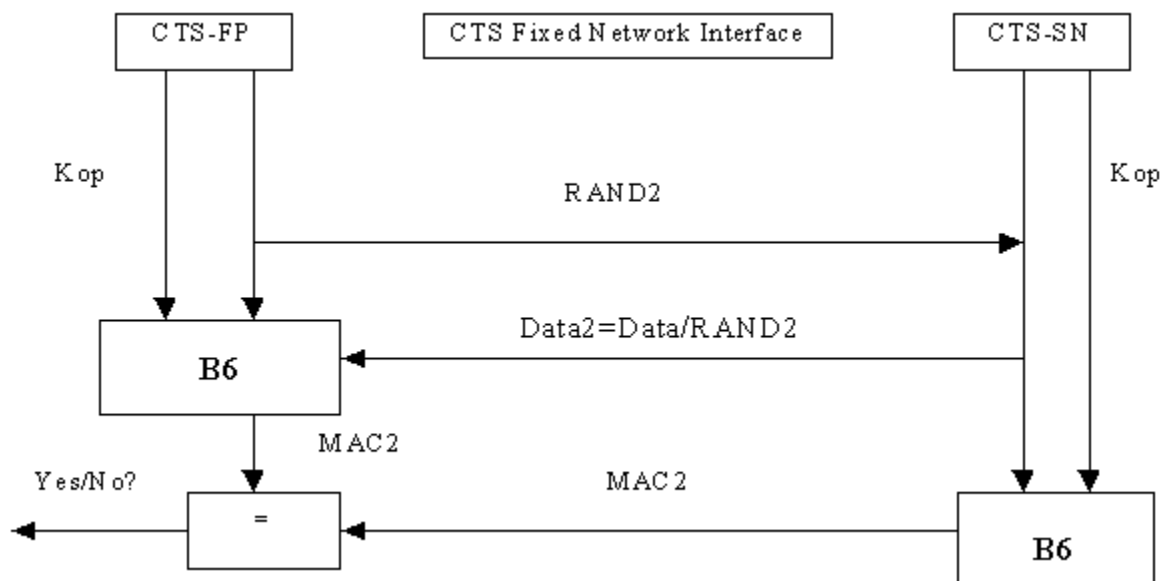 CTS-FP
CTS Fixed Network Interface
CTS-SN
Kop
Kop
RAND2
Data2=Data/RAND2
B6
MAC2
Yes/No?
MAC2
=
B6